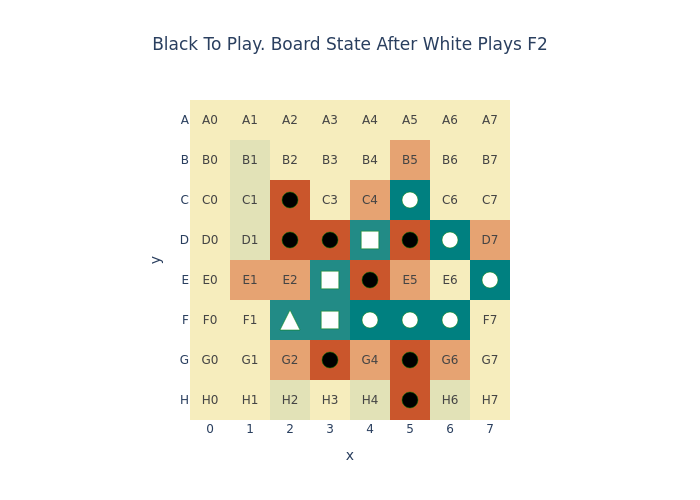 Black To Play. Board State After White Plays F2
A A0 A1 A2 A3 A4 A5 A6 A7
B B0 B1 B2 B3 B4 B5 B6 B7
C C0 C1 C3 C4 C6 C7
D D0 D1 D7
y
E E0 E1 E2 E5 E6
F F0 F1 F7
G G0 G1 G2 G4 G6 G7
H H0 H1 H2 H3 H4 H6 H7
0 1 2 3 4 5 6 7
x